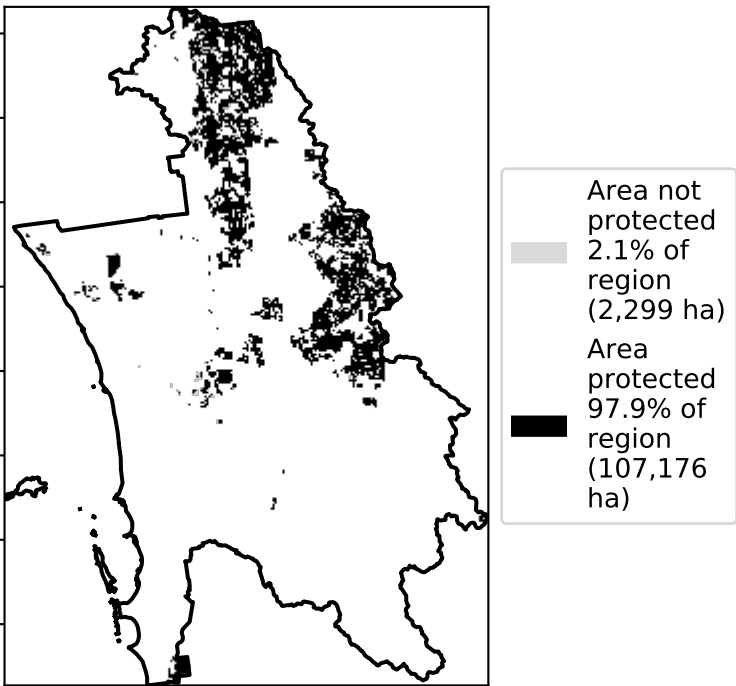 Area not
protected
2.1% of
region
(2,299 ha)
Area
protected
97.9% of
region
(107,176
ha)